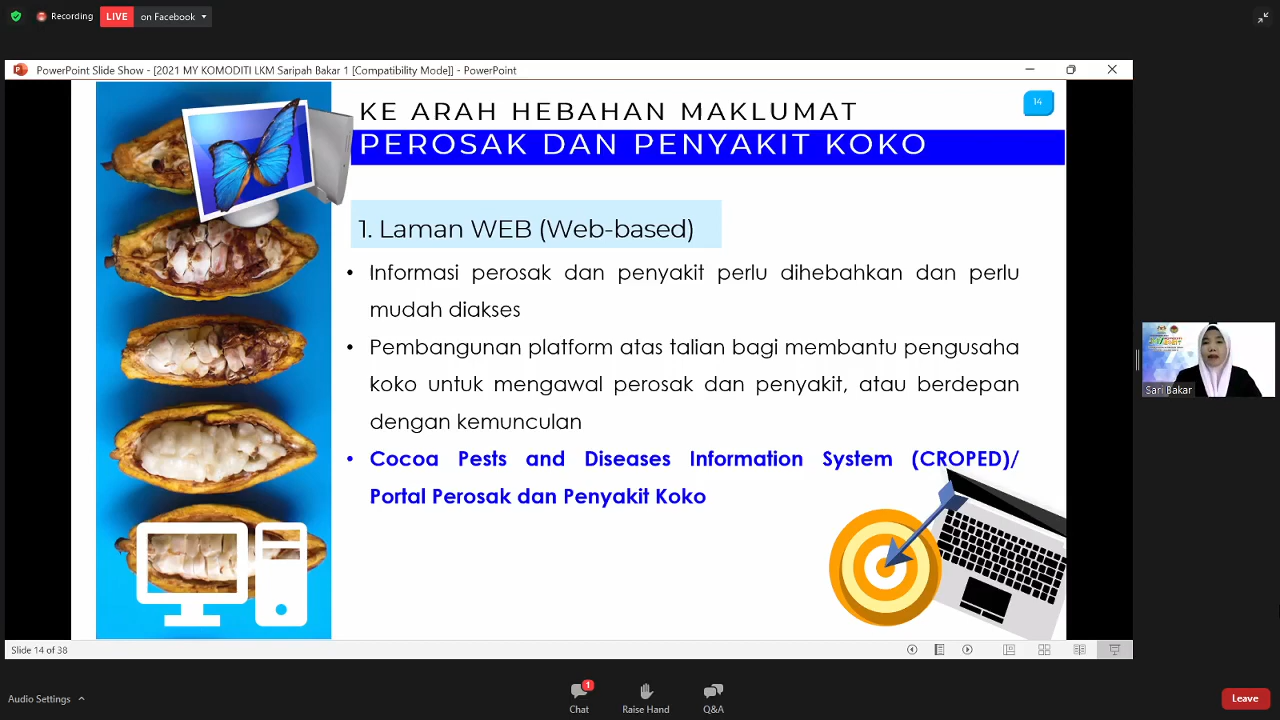 Recording
LIVE
on Facebook
PowerPoint Slide Show - [2021 MY KOMODITI LKM Saripah Bakar 1 [Compatibility Mode]] - PowerPoint
KE ARAH HEBAHAN MAKLUMAT
14
PEROSAK DAN PENYAKIT KOKO
1. Laman WEB (Web-based)
• Informasi perosak dan penyakit perlu dihebahkan dan perlu
mudah diakses
• Pembangunan platform atas talian bagi membantu pengusaha
koko untuk mengawal perosak dan penyakit, atau berdepan
dengan kemunculan
• Cocoa Pests and Diseases Information System (CROPED)/
Portal Perosak dan Penyakit Koko
Sari Bakar
Slide 14 of 38
Audio Settings
1
Chat
Raise Hand
Q&A
Leave